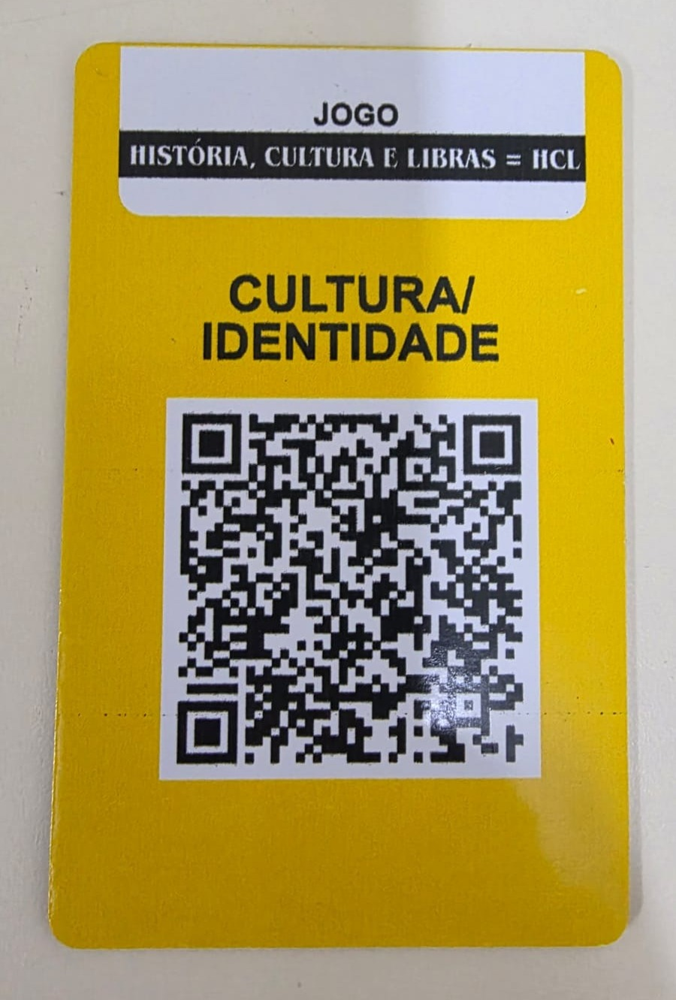 JOGO
HISTÓRIA, CULTURA E LIBRAS = HCL
CULTURA/
IDENTIDADE